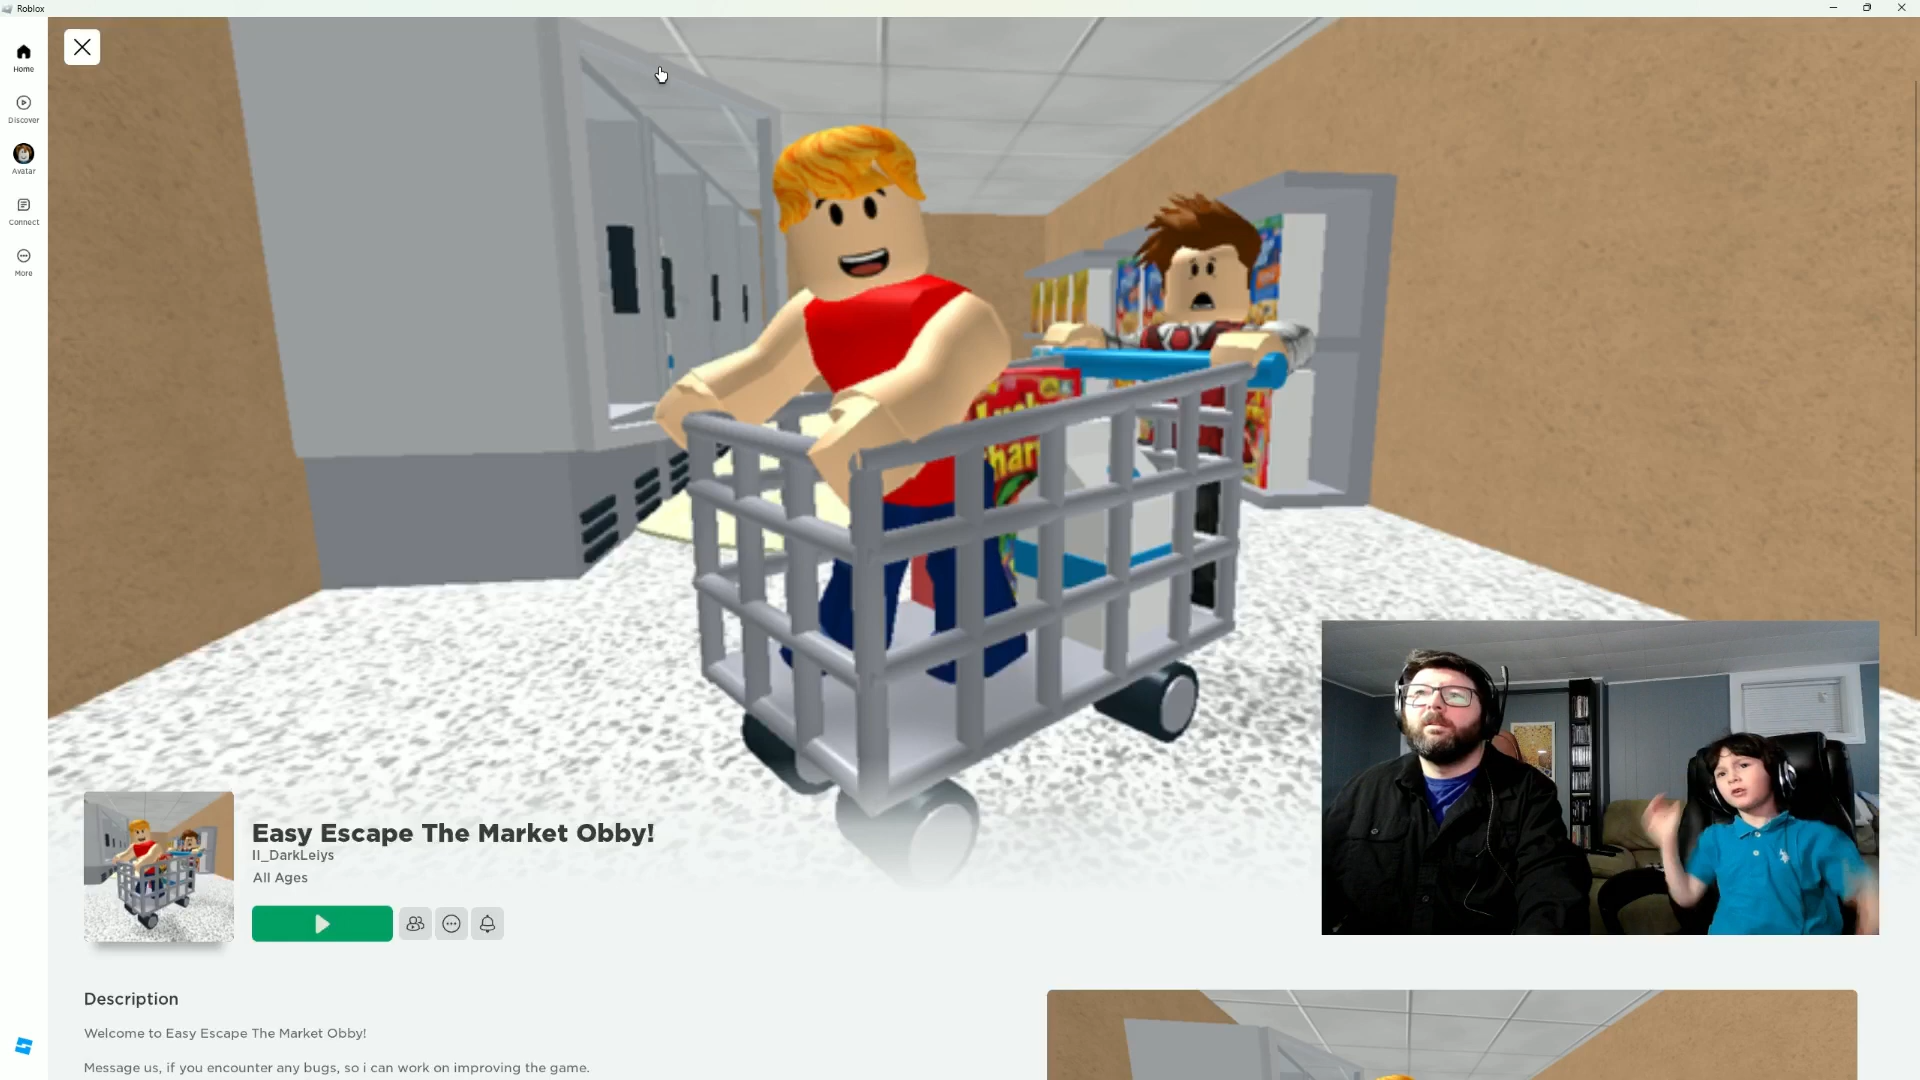 Roblox
Home
Discover
Avatar
Connect
More
Easy Escape The Market Obby!
II_DarkLeiys
All Ages
Description
Welcome to Easy Escape The Market Obby!
Message us, if you encounter any bugs, so i can work on improving the game.